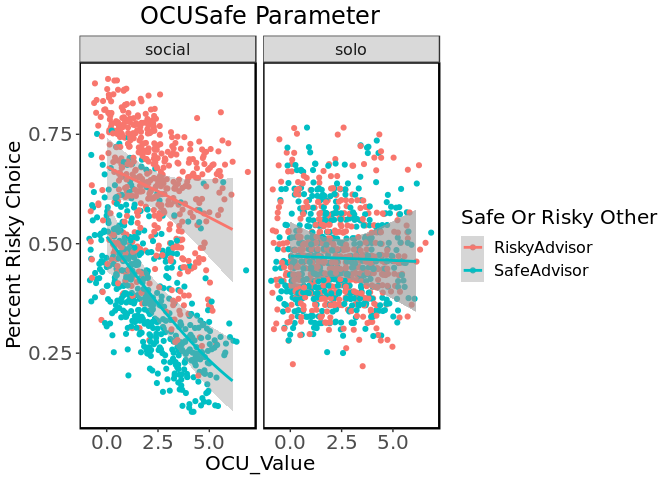 OCUSafe Parameter
social
solo
Percent Risky Choice
0.75
0.50
0.25
0.0 2.5 5.0
0.0 2.5 5.0
OCU_Value
Safe Or Risky Other
RiskyAdvisor
SafeAdvisor